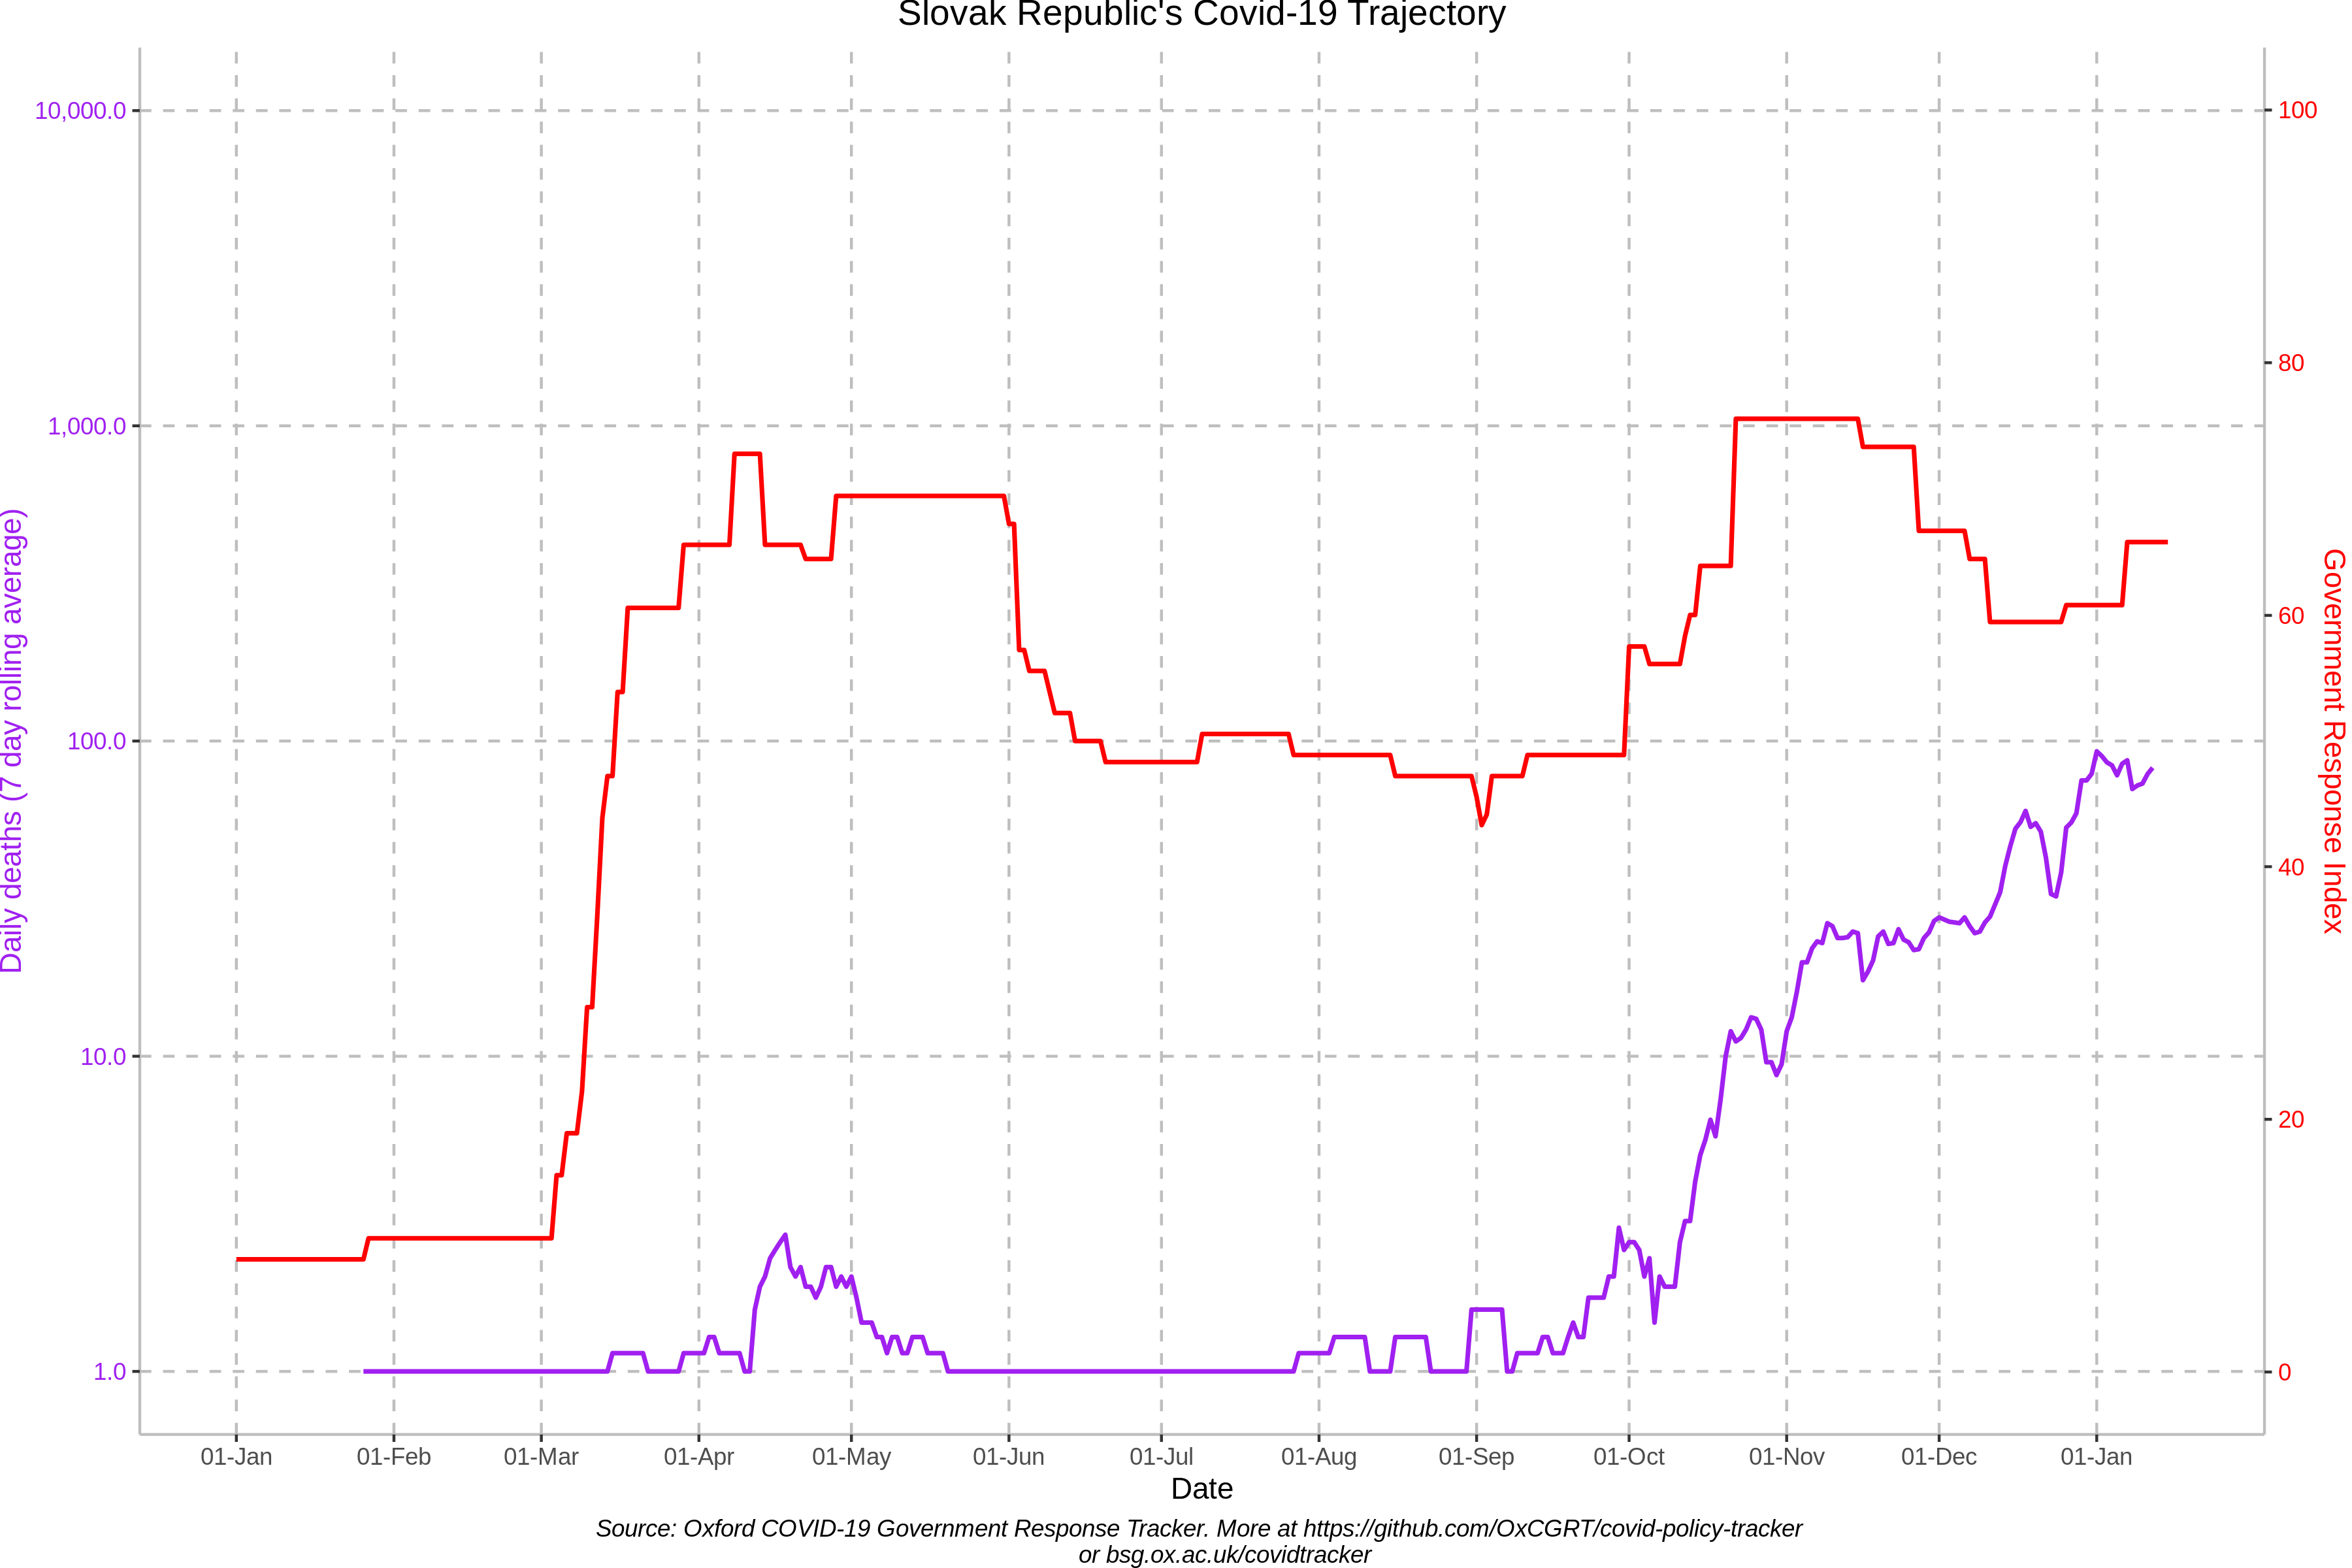 Slovak Republic's Covid-19 Trajectory
10,000.0
1,000.0
100.0
10.0
1.0
Daily deaths (7 day rolling average)
100
80
60
40
20
0
Government Response Index
01-Jan
01-Feb
01-Mar
01-Apr
01-May
01-Jun
01-Jul
01-Aug
01-Sep
01-Oct
01-Nov
01-Dec
01-Jan
Date
Source: Oxford COVID-19 Government Response Tracker. More at https://github.com/OxCGRT/covid-policy-tracker
or bsg.ox.ac.uk/covidtracker